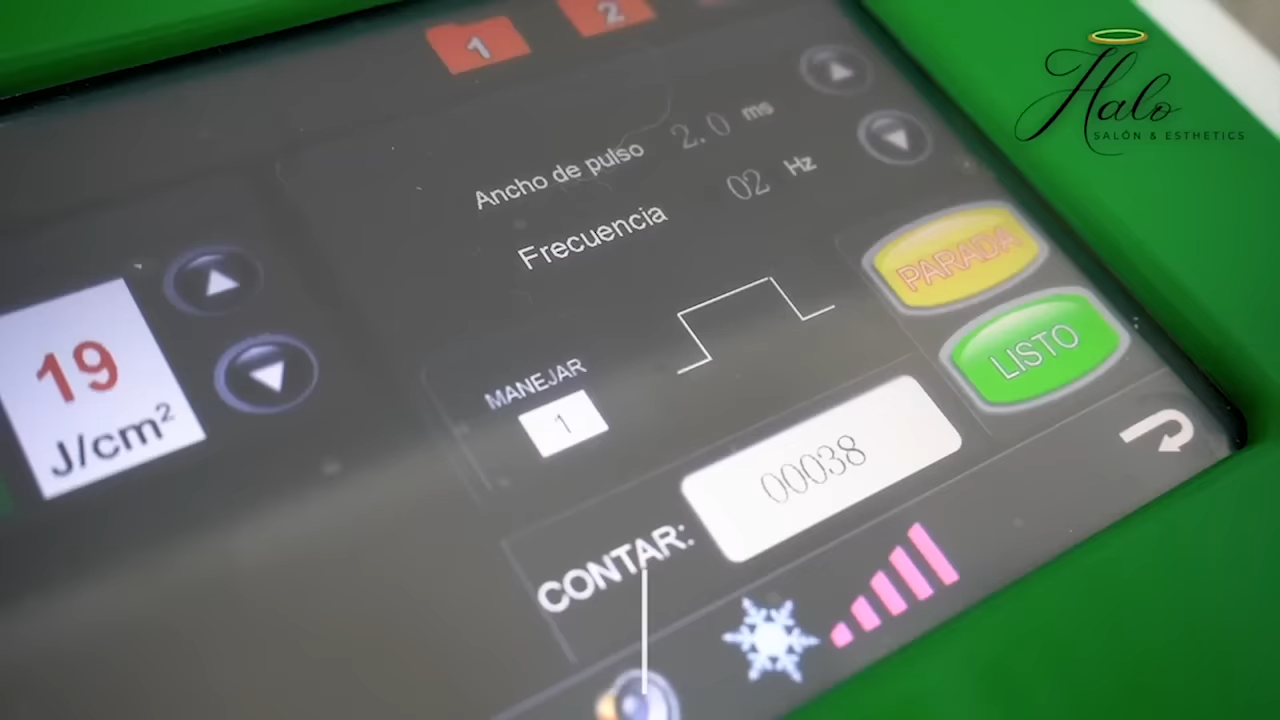 1
2
Halo
SALÓN & ESTHETICS
Ancho de pulso 2.0 ms
Frecuencia 02 Hz
PARADA
LISTO
19
J/cm²
MANEJAR
1
CONTAR: 00038